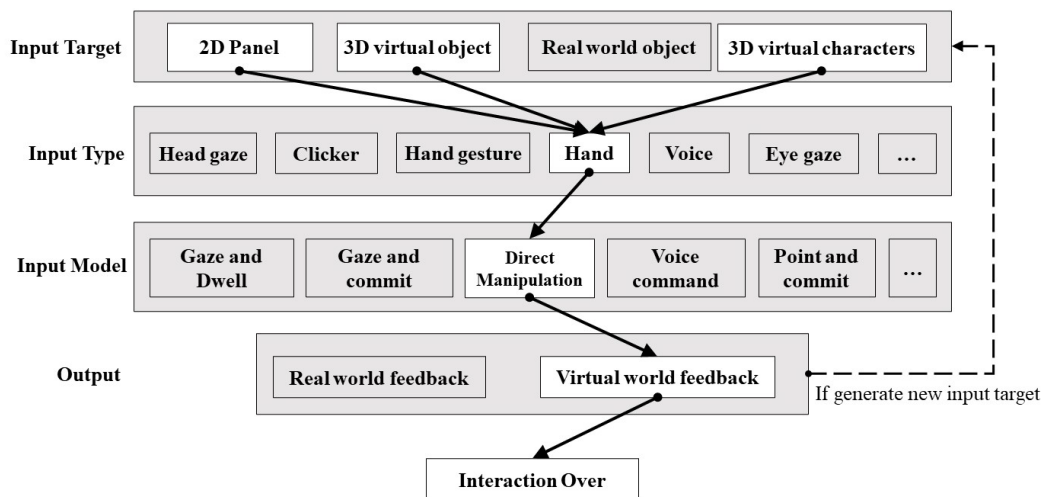 Input Target
2D Panel
3D virtual object
Real world object
3D virtual characters
Input Type
Head gaze
Clicker
Hand gesture
Hand
Voice
Eye gaze
...
Input Model
Gaze and
Dwell
Gaze and
commit
Direct
Manipulation
Voice
command
Point and
commit
...
Output
Real world feedback
Virtual world feedback
If generate new input target
Interaction Over